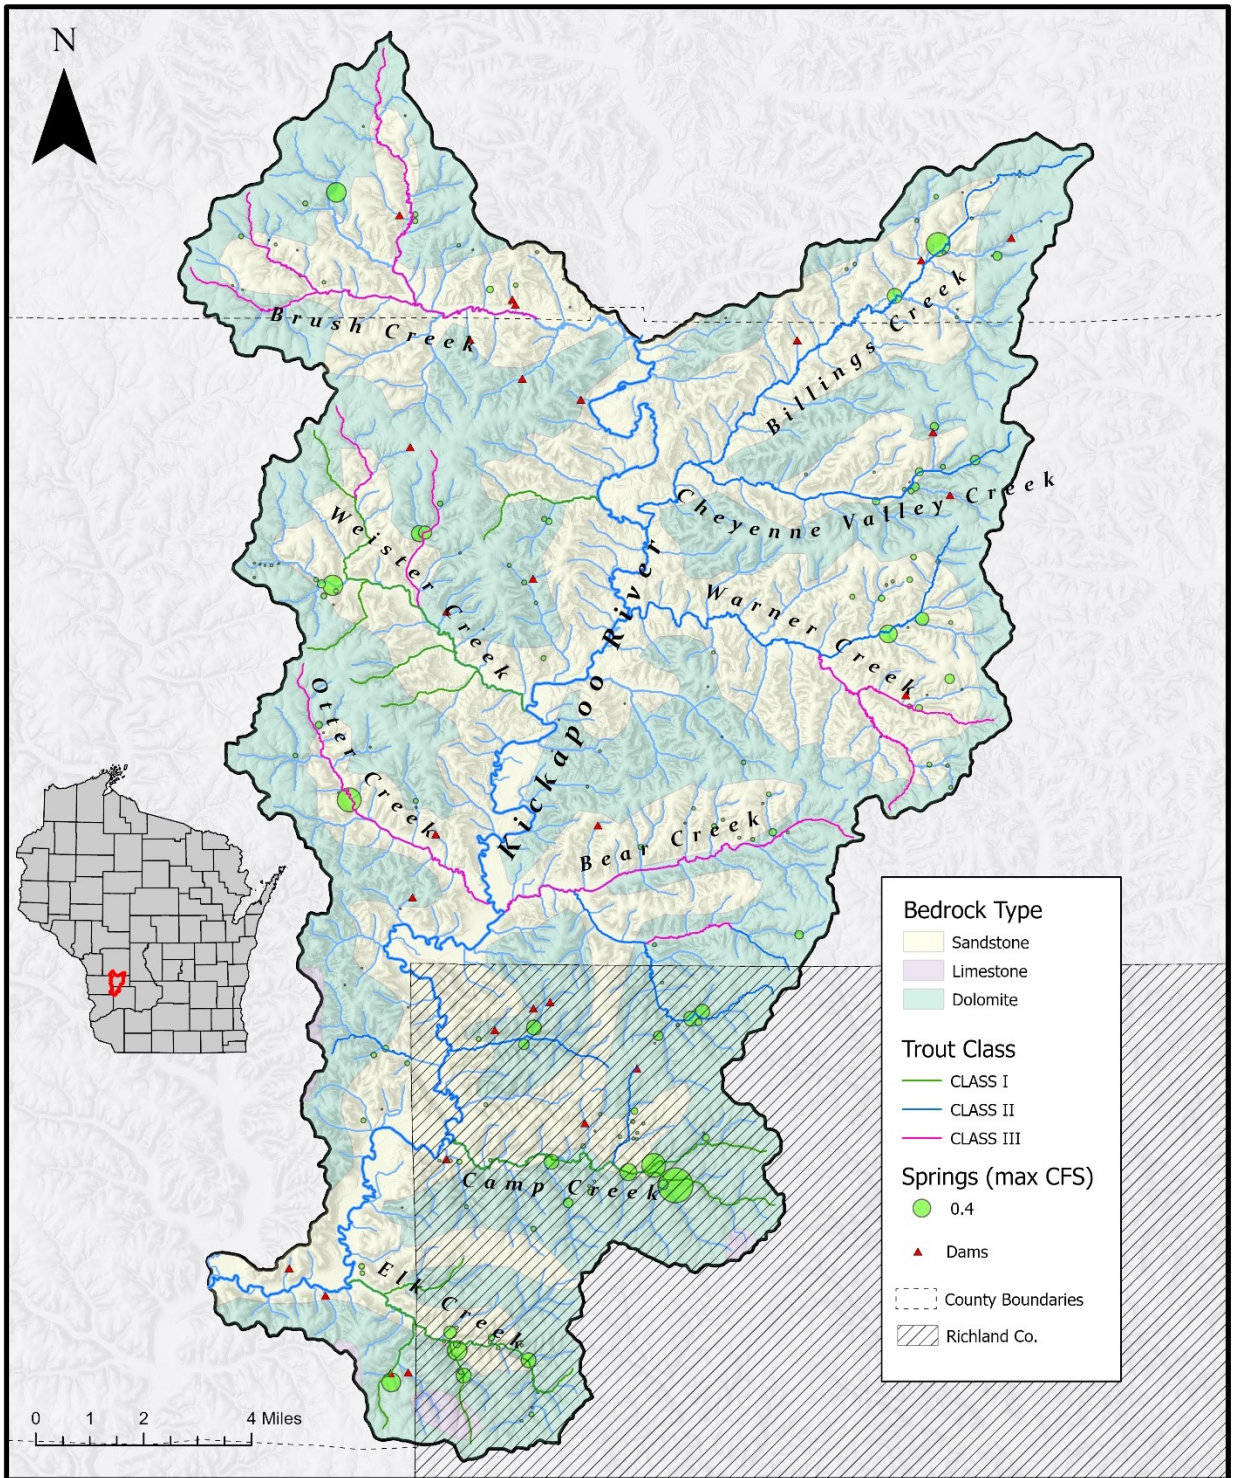 N
Brush Creek
Billings Creek
Cheyenne Valley Creek
Weister Creek
Warner Creek
Kickapoo River
Otter Creek
Bear Creek
Bedrock Type
Sandstone
Limestone
Dolomite
Trout Class
CLASS I
CLASS II
CLASS III
Springs (max CFS)
0.4
Dams
County Boundaries
Richland Co.
Camp Creek
Elk Creek
0 1 2 4 Miles